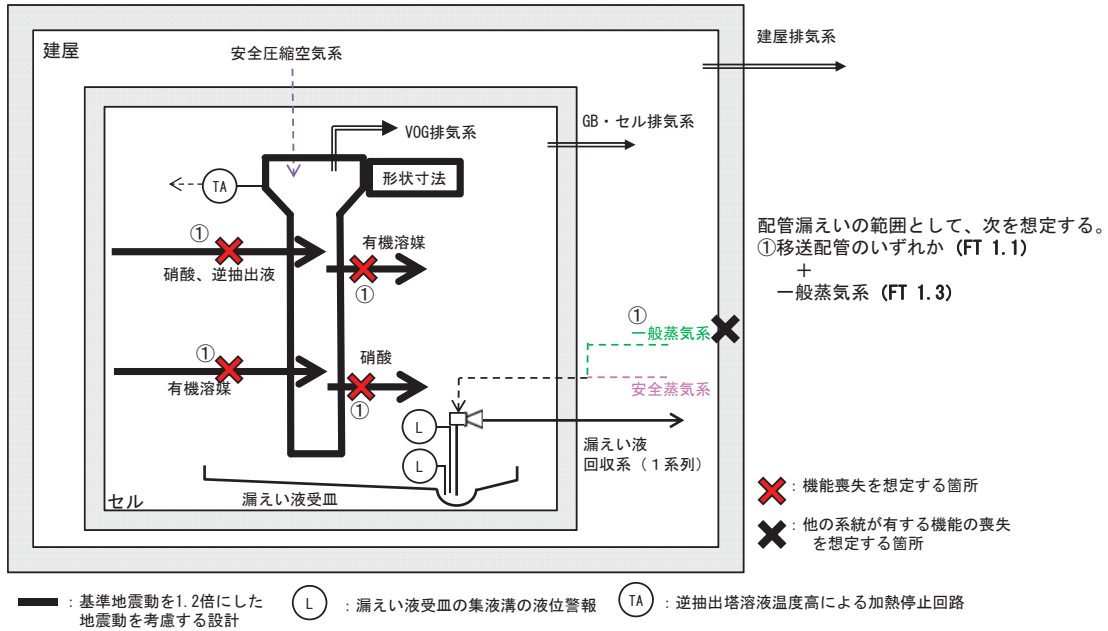 建屋
安全圧縮空気系
建屋排気系
VOG排気系
GB・セル排気系
TA
形状寸法
①
硝酸、逆抽出液
有機溶媒
①
配管漏えいの範囲として、次を想定する。
①移送配管のいずれか (FT 1.1)
＋
一般蒸気系 (FT 1.3)
①
一般蒸気系
①
有機溶媒
硝酸
①
安全蒸気系
L
L
漏えい液
回収系（１系列）
セル
漏えい液受皿
：機能喪失を想定する箇所
：他の系統が有する機能の喪失
を想定する箇所
：基準地震動を1.2倍にした
地震動を考慮する設計
L
：漏えい液受皿の集液溝の液位警報
TA
：逆抽出塔溶液温度高による加熱停止回路